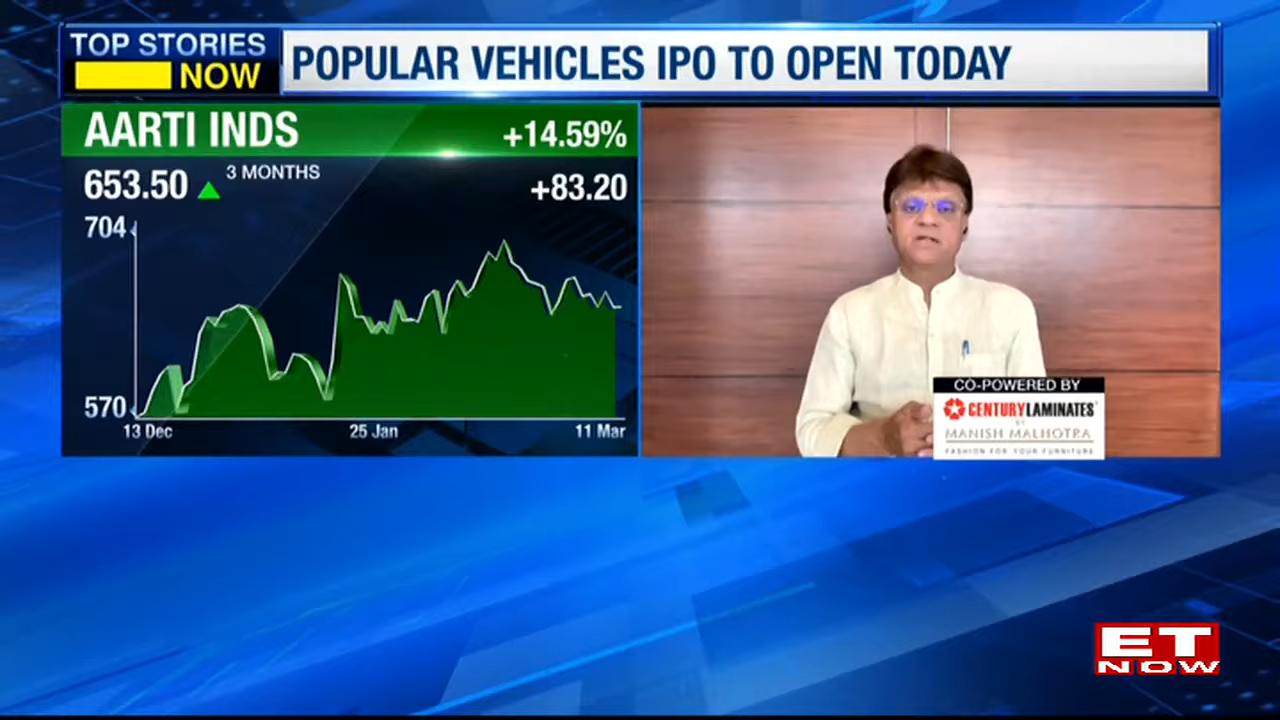 TOP STORIES
NOW
POPULAR VEHICLES IPO TO OPEN TODAY
AARTI INDS
+14.59%
653.50
3 MONTHS
+83.20
704
570
13 Dec
25 Jan
11 Mar
CO-POWERED BY
CENTURYLAMINATES
BY
MANISH MALHOTRA
FASHION FOR YOUR FURNITURE
ET
NOW